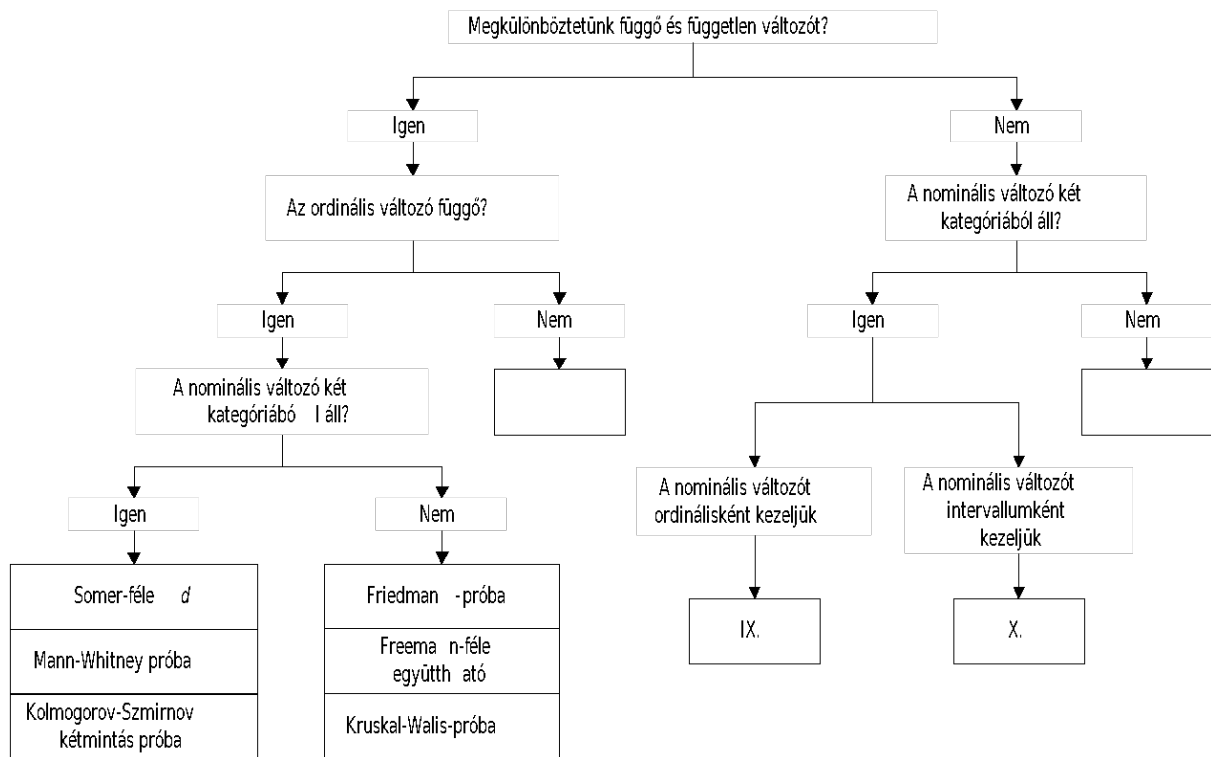 Megkülönböztetünk függő és független változót?
Igen
Nem
Az ordinális változó függő?
A nominális változó két
kategóriából áll?
Igen
Nem
Igen
Nem
A nominális változó két
kategóriábó l áll?
A nominális változót
ordinálisként kezeljük
A nominális változót
intervallumként
kezeljük
Igen
Nem
Somer-féle d
Friedman -próba
IX.
X.
Mann-Whitney próba
Freema n-féle
együtth ató
Kolmogorov-Szmirnov
kétmintás próba
Kruskal-Walis-próba